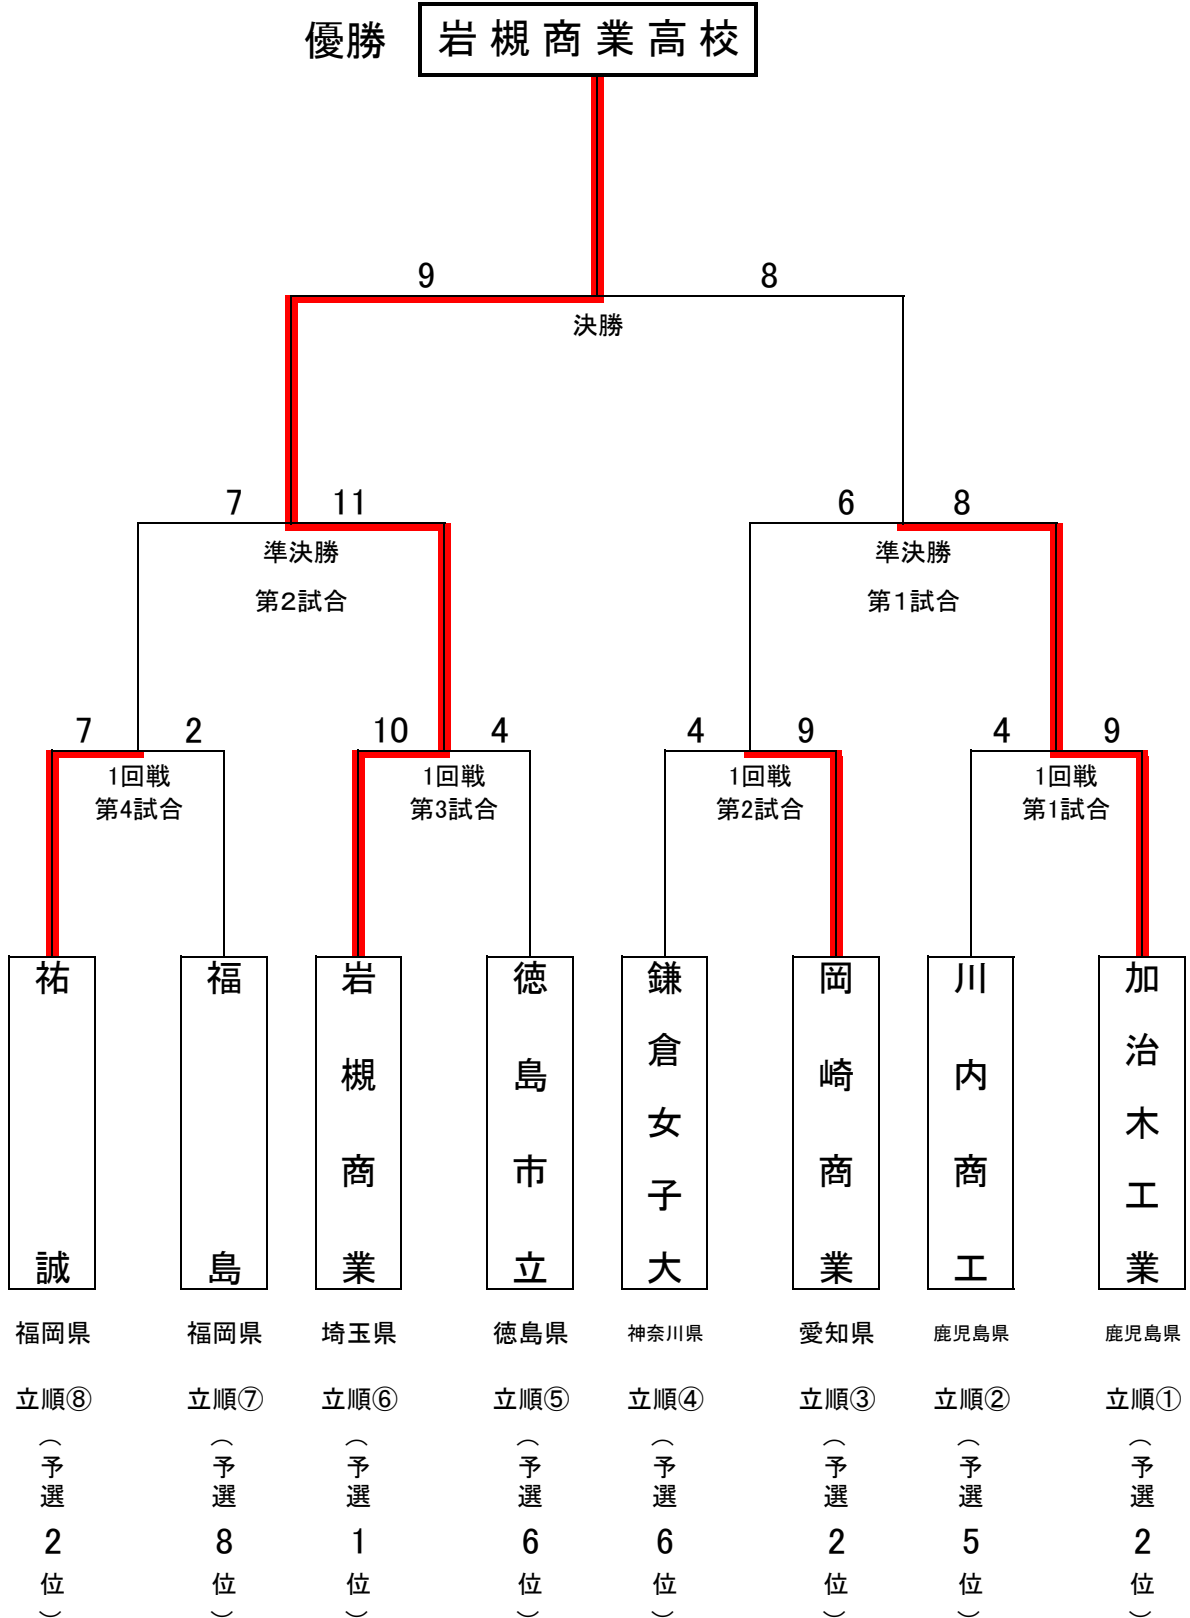 優勝 岩槻商業高校
9 8
決勝
7 11 6 8
準決勝 準決勝
第2試合 第1試合
7 2 10 4 4 9 4 9
1回戦 1回戦 1回戦 1回戦
第4試合 第3試合 第2試合 第1試合
祐誠
福島
岩槻商業
徳島市立
鎌倉女子大
岡崎商業
川内商工
加治木工業
福岡県 福岡県 埼玉県 徳島県 神奈川県 愛知県 鹿児島県 鹿児島県
立順⑧ 立順⑦ 立順⑥ 立順⑤ 立順④ 立順③ 立順② 立順①
（予選2位）
（予選8位）
（予選1位）
（予選6位）
（予選6位）
（予選2位）
（予選5位）
（予選2位）